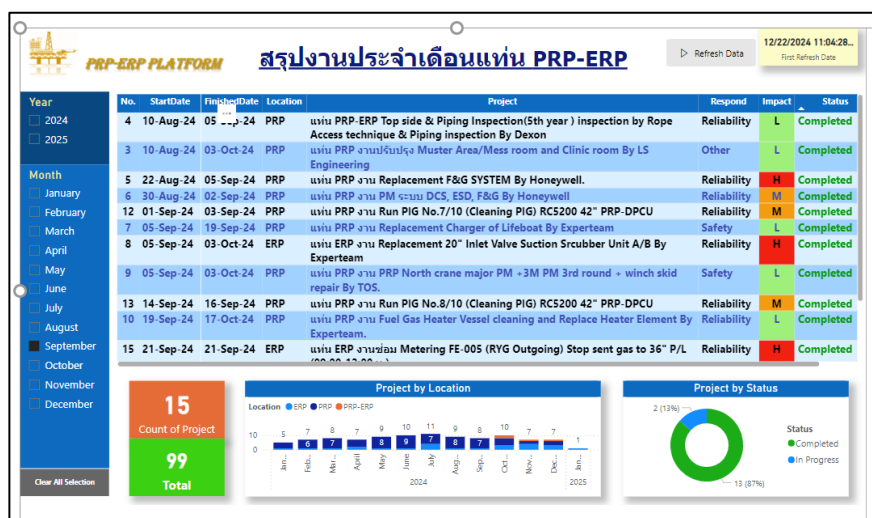 PRP-ERP PLATFORM
สรุปงานประจำเดือนแท่น PRP-ERP
Refresh Data
12/22/2024 11:04:28...
First Refresh Date
Year
2024
2025
Month
January
February
March
April
May
June
July
August
September
October
November
December
Clear All Selection
No. StartDate FinishedDate Location Project Respond Impact Status
4 10-Aug-24 05-Sep-24 PRP แท่น PRP-ERP Top side & Piping Inspection(5th year ) inspection by Rope Reliability L Completed
Access technique & Piping inspection By Dexon
3 10-Aug-24 03-Oct-24 PRP แท่น PRP งานปรับปรุง Muster Area/Mess room and Clinic room By LS Other L Completed
Engineering
5 22-Aug-24 05-Sep-24 PRP แท่น PRP งาน Replacement F&G SYSTEM By Honeywell. Reliability H Completed
6 30-Aug-24 02-Sep-24 PRP แท่น PRP งาน PM ระบบ DCS, ESD, F&G By Honeywell Reliability M Completed
12 01-Sep-24 03-Sep-24 PRP แท่น PRP งาน Run PIG No.7/10 (Cleaning PIG) RC5200 42" PRP-DPCU Reliability M Completed
7 05-Sep-24 19-Sep-24 PRP แท่น PRP งาน Replacement Charger of Lifeboat By Experteam Safety L Completed
8 05-Sep-24 03-Oct-24 ERP แท่น ERP งาน Replacement 20" Inlet Valve Suction Srcubber Unit A/B By Reliability H Completed
Experteam
9 05-Sep-24 03-Oct-24 PRP แท่น PRP งาน PRP North crane major PM +3M PM 3rd round + winch skid Safety L Completed
repair By TOS.
13 14-Sep-24 16-Sep-24 PRP แท่น PRP งาน Run PIG No.8/10 (Cleaning PIG) RC5200 42" PRP-DPCU Reliability M Completed
10 19-Sep-24 17-Oct-24 PRP แท่น PRP งาน Fuel Gas Heater Vessel cleaning and Replace Heater Element By Reliability L Completed
Experteam.
15 21-Sep-24 21-Sep-24 ERP แท่น ERP งานซ่อม Metering FE-005 (RYG Outgoing) Stop sent gas to 36" P/L Reliability H Completed
15
Count of Project
99
Total
Project by Location
Location ERP PRP PRP-ERP
10
0
5 7 8 7 9 10 11 9 8 10 7 7 1
6 7 8 9 7 8 7
Jan... Feb... Mar... April May June July Aug... Sep... Oct... Nov... Dec... Jan...
2024 2025
Project by Status
2 (13%)
13 (87%)
Status
Completed
In Progress